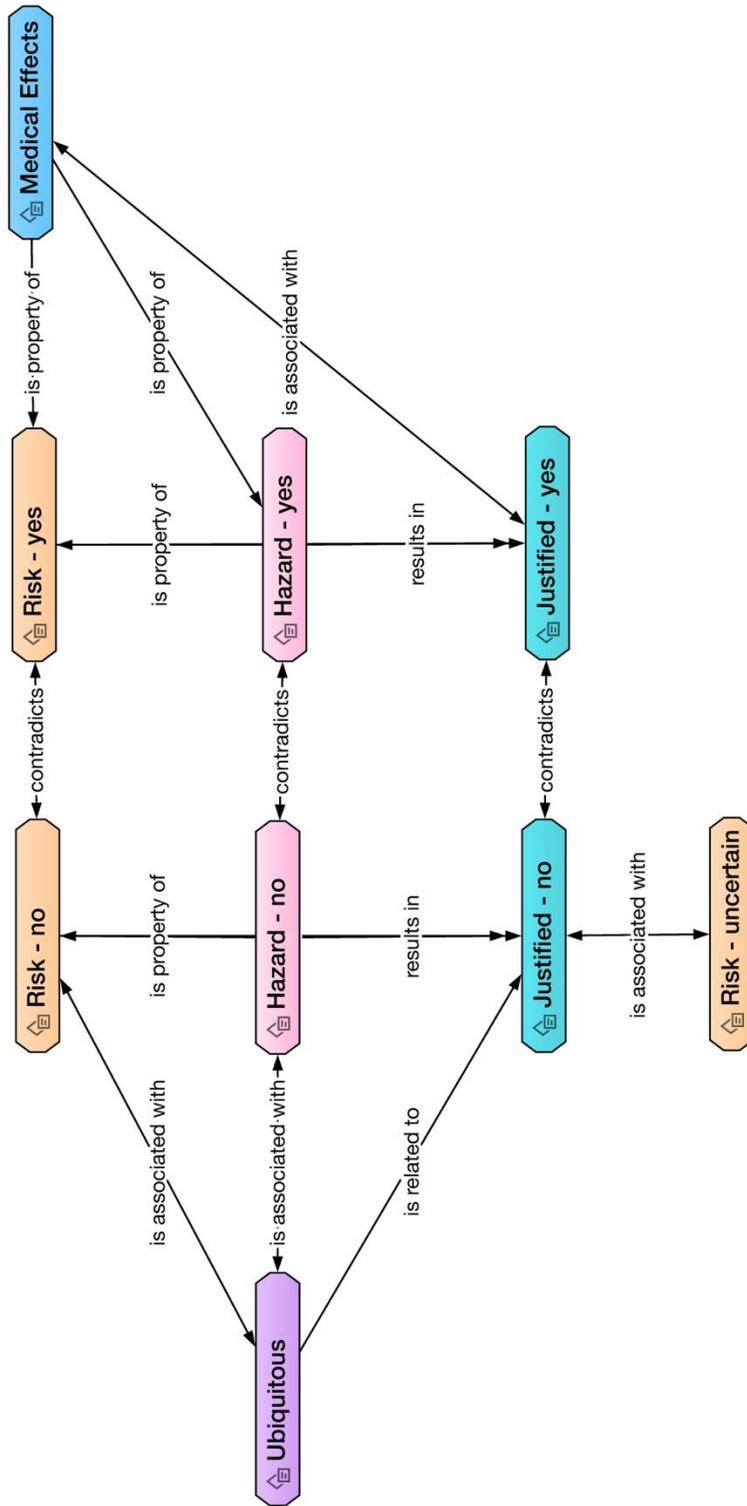 Risk - no
contradicts
Risk - yes
is property of
Medical Effects
is associated with
is property of
is property of
is property of
Ubiquitous
is associated with
Hazard - no
contradicts
Hazard - yes
is associated with
is related to
results in
results in
Justified - no
contradicts
Justified - yes
is associated with
Risk - uncertain